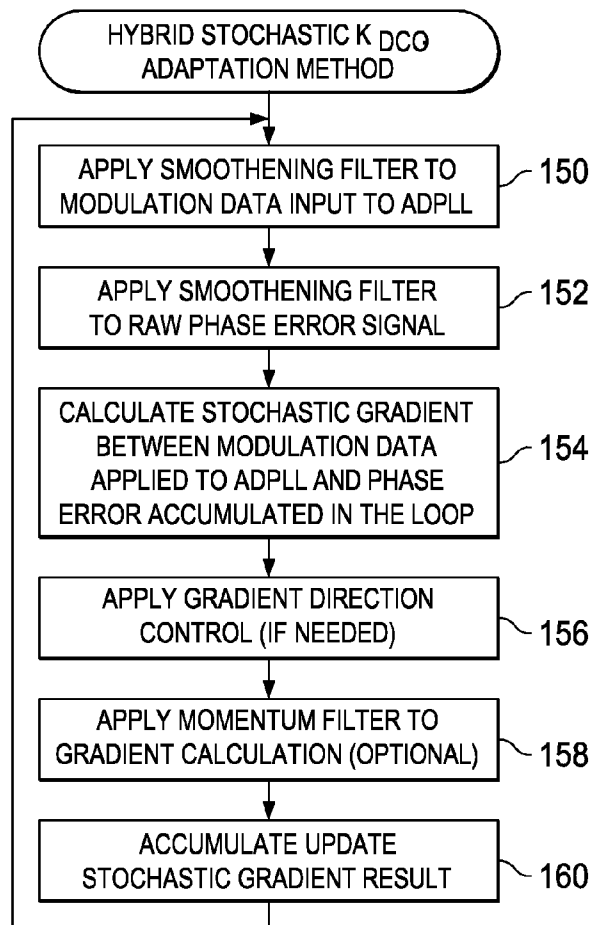 HYBRID STOCHASTIC K DCO
ADAPTATION METHOD
APPLY SMOOTHENING FILTER TO
MODULATION DATA INPUT TO ADPLL
150
APPLY SMOOTHENING FILTER
TO RAW PHASE ERROR SIGNAL
152
CALCULATE STOCHASTIC GRADIENT
BETWEEN MODULATION DATA
APPLIED TO ADPLL AND PHASE
ERROR ACCUMULATED IN THE LOOP
154
APPLY GRADIENT DIRECTION
CONTROL (IF NEEDED)
156
APPLY MOMENTUM FILTER TO
GRADIENT CALCULATION (OPTIONAL)
158
ACCUMULATE UPDATE
STOCHASTIC GRADIENT RESULT
160